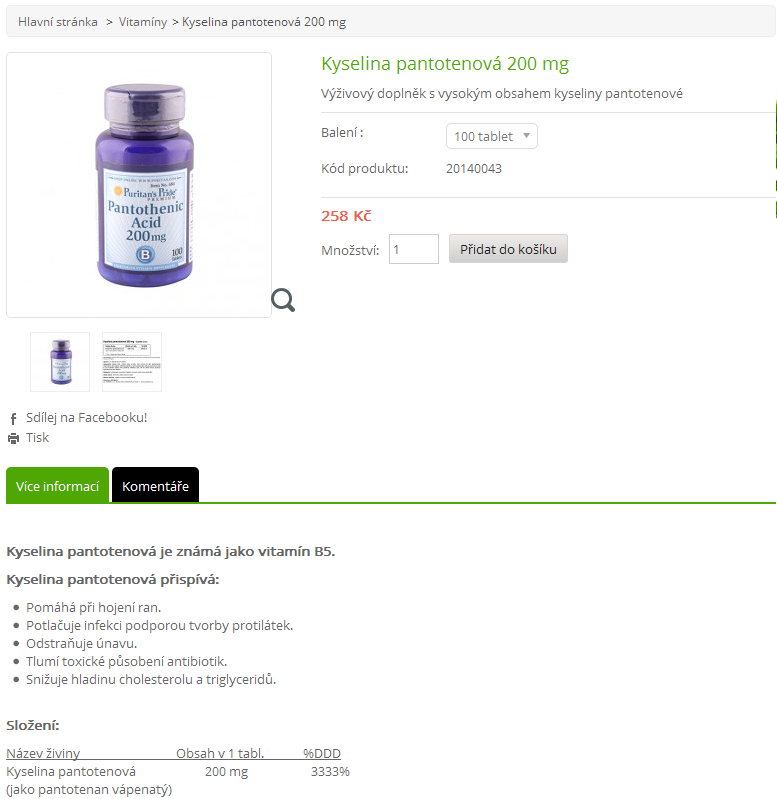 Hlavní stránka > Vitamíny > Kyselina pantotenová 200 mg
Kyselina pantotenová 200 mg
Výživový doplněk s vysokým obsahem kyseliny pantotenové
Balení : 100 tablet
Kód produktu: 20140043
258 Kč
Množství: 1 Přidat do košíku
Puritan's Pride
PREMIUM
Pantothenic
Acid
200mg
B
100
Sdílej na Facebooku!
Tisk
Více informací Komentáře
Kyselina pantotenová je známá jako vitamín B5.
Kyselina pantotenová přispívá:
Pomáhá při hojení ran.
Potlačuje infekci podporou tvorby protilátek.
Odstraňuje únavu.
Tlumí toxické působení antibiotik.
Snižuje hladinu cholesterolu a triglyceridů.
Složení:
Název živiny Obsah v 1 tabl. %DDD
Kyselina pantotenová 200 mg 3333%
(jako pantotenan vápenatý)